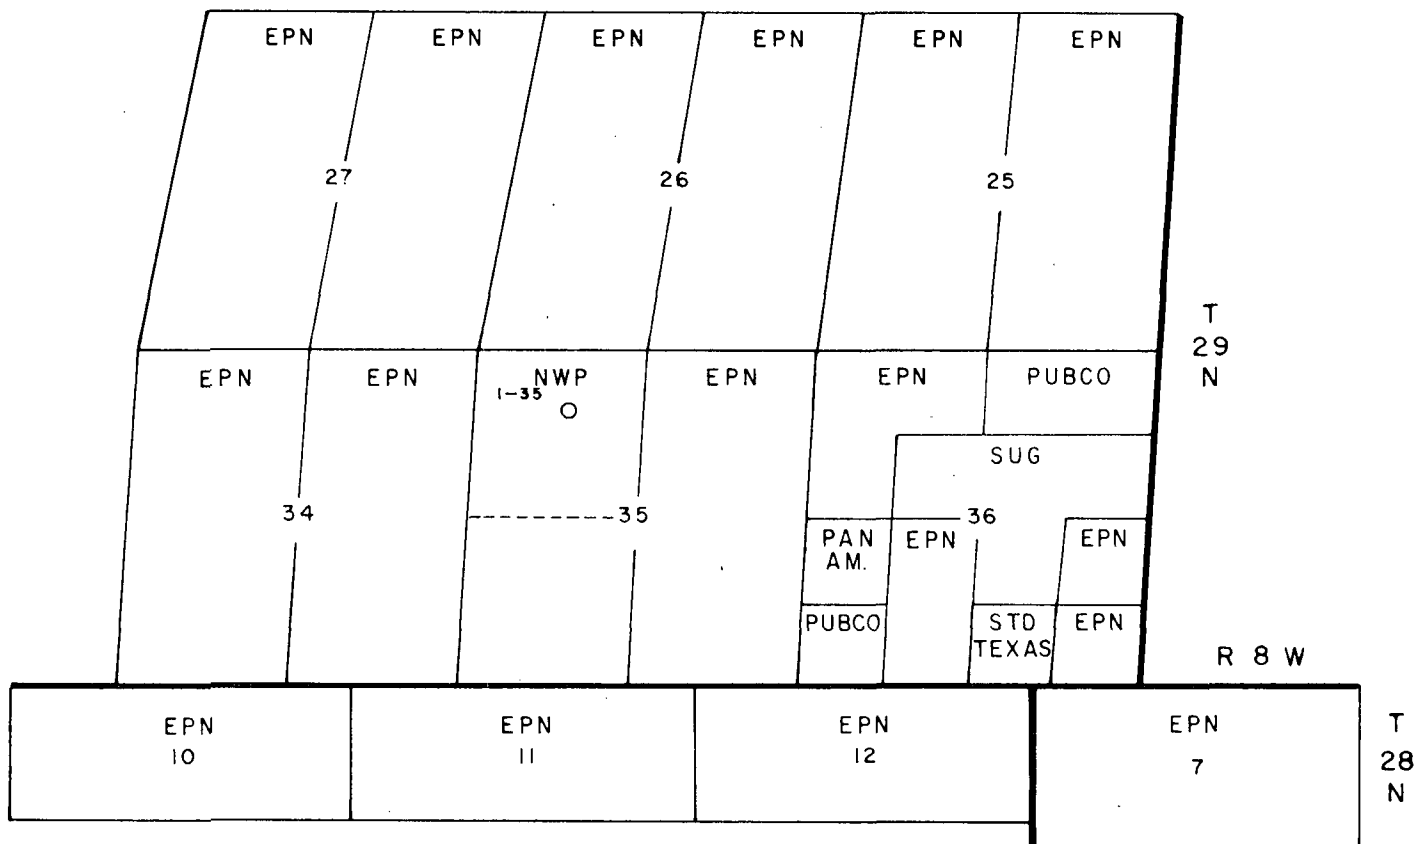 EPN EPN EPN EPN EPN EPN
27 26 25
T
29
N
EPN EPN NWP EPN EPN PUBCO
1-35
SUG
34 35 36
PAN
AM.
EPN EPN
PUBCO
STD
TEXAS
EPN
R 8 W
EPN EPN EPN EPN
10 11 12 7
T
28
N